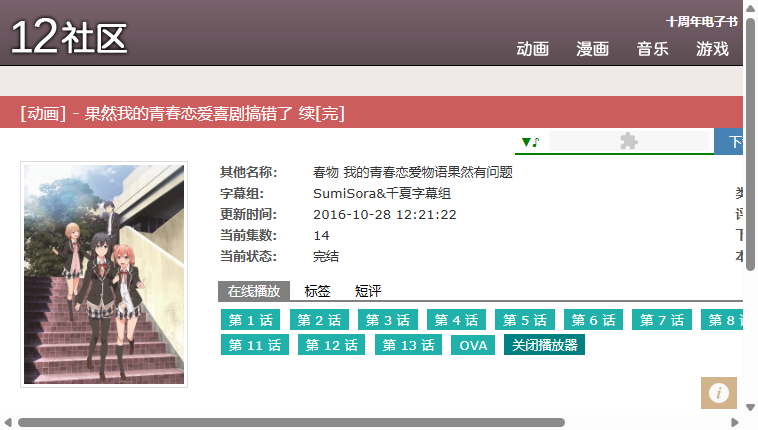 十周年电子书
12社区
动画 漫画 音乐 游戏
[动画] - 果然我的青春恋爱喜剧搞错了 续[完]
▼♪
其他名称: 春物 我的青春恋爱物语果然有问题
字幕组: SumiSora&千夏字幕组
更新时间: 2016-10-28 12:21:22
当前集数: 14
当前状态: 完结
在线播放 标签 短评
第 1 话 第 2 话 第 3 话 第 4 话 第 5 话 第 6 话 第 7 话 第 8
第 11 话 第 12 话 第 13 话 OVA 关闭播放器